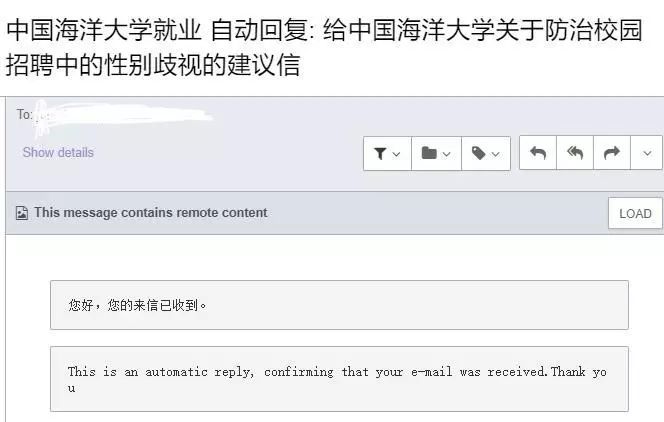 中国海洋大学就业 自动回复: 给中国海洋大学关于防治校园
招聘中的性别歧视的建议信
To:
Show details
This message contains remote content
LOAD
您好，您的来信已收到。
This is an automatic reply, confirming that your e-mail was received.Thank yo
u